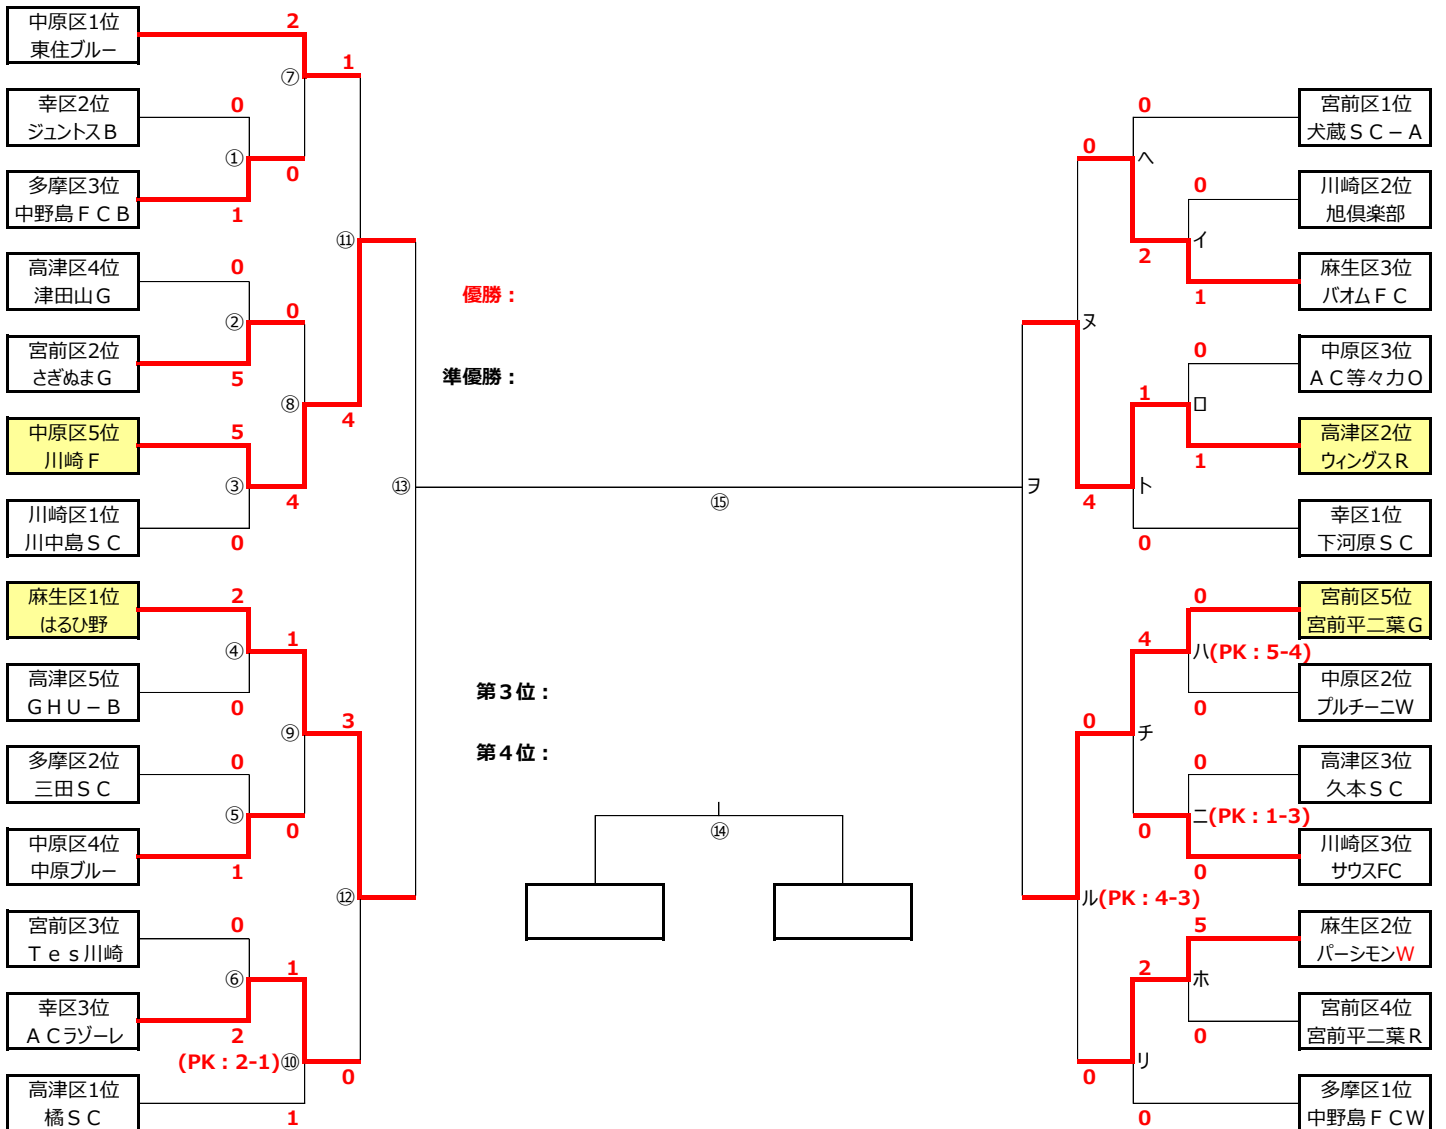 中原区1位
東住ブルー
2
⑦
1
幸区2位
ジュントスB
0
①
0
多摩区3位
中野島ＦＣＢ
1
⑪
高津区4位
津田山Ｇ
0
②
0
宮前区2位
さぎぬまＧ
5
⑧
4
中原区5位
川崎Ｆ
5
③
4
川崎区1位
川中島ＳＣ
0
⑬
麻生区1位
はるひ野
2
④
1
高津区5位
ＧＨＵ－Ｂ
0
⑨
3
多摩区2位
三田ＳＣ
0
⑤
0
中原区4位
中原ブルー
1
⑫
宮前区3位
Ｔｅｓ川崎
0
⑥
1
幸区3位
ＡＣラゾーレ
2
(PK：2-1)⑩
0
高津区1位
橘ＳＣ
1
優勝：
準優勝：
⑮
第３位：
第４位：
⑭
0
宮前区1位
犬蔵ＳＣ－Ａ
0
ヘ
0
川崎区2位
旭倶楽部
イ
2
麻生区3位
バオムＦＣ
1
ヌ
0
中原区3位
ＡＣ等々力Ｏ
1
ロ
高津区2位
ウィングスＲ
1
ヲ
4
ト
幸区1位
下河原ＳＣ
0
0
宮前区5位
宮前平二葉Ｇ
4
ハ(PK：5-4)
中原区2位
プルチーニW
0
0
チ
0
高津区3位
久本ＳＣ
0
ニ(PK：1-3)
川崎区3位
サウスFC
0
ル(PK：4-3)
5
麻生区2位
パーシモンW
2
ホ
宮前区4位
宮前平二葉Ｒ
0
0
リ
多摩区1位
中野島ＦＣＷ
0